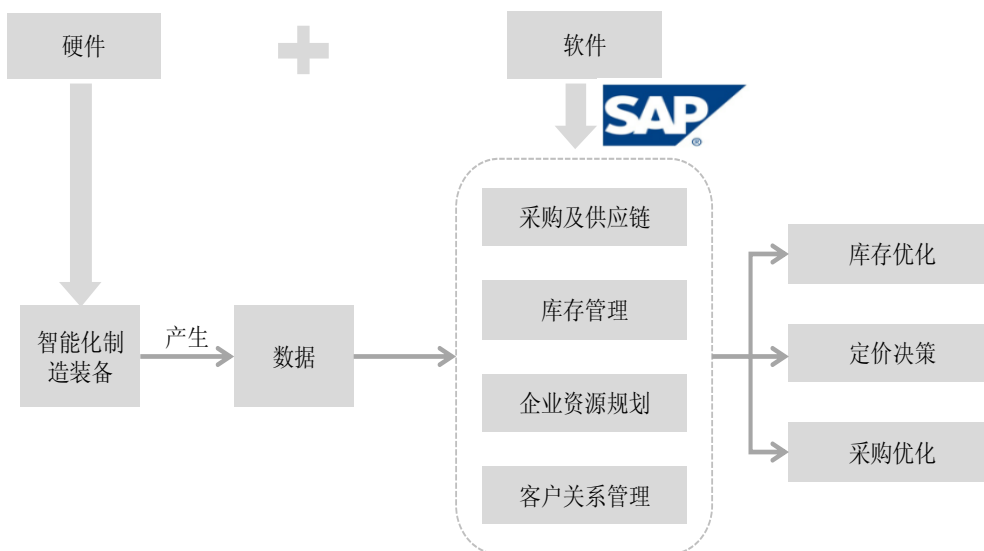 硬件
软件
SAP
®
采购及供应链
库存管理
企业资源规划
客户关系管理
智能化制
造装备
产生
数据
库存优化
定价决策
采购优化